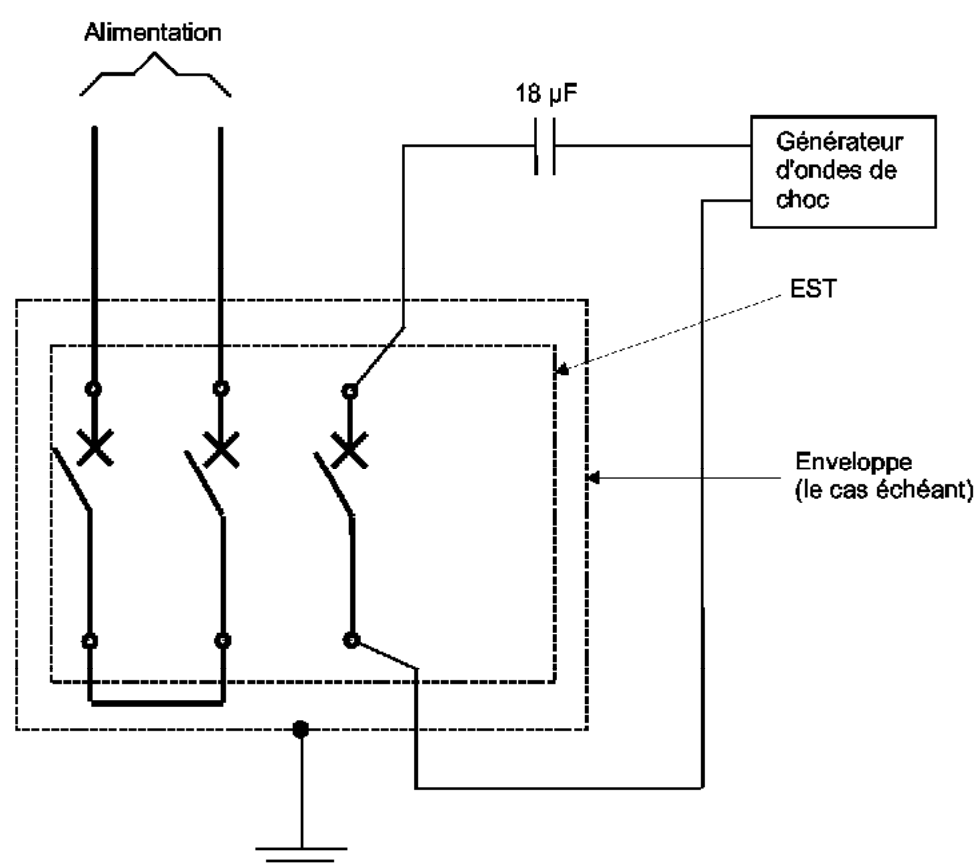 Alimentation
18 µF
Générateur
d'ondes de
choc
EST
Enveloppe
(le cas échéant)